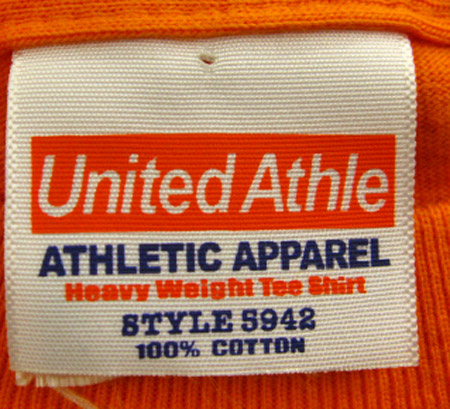 United Athle
ATHLETIC APPAREL
Heavy Weight Tee Shirt
STYLE 5942
100% COTTON